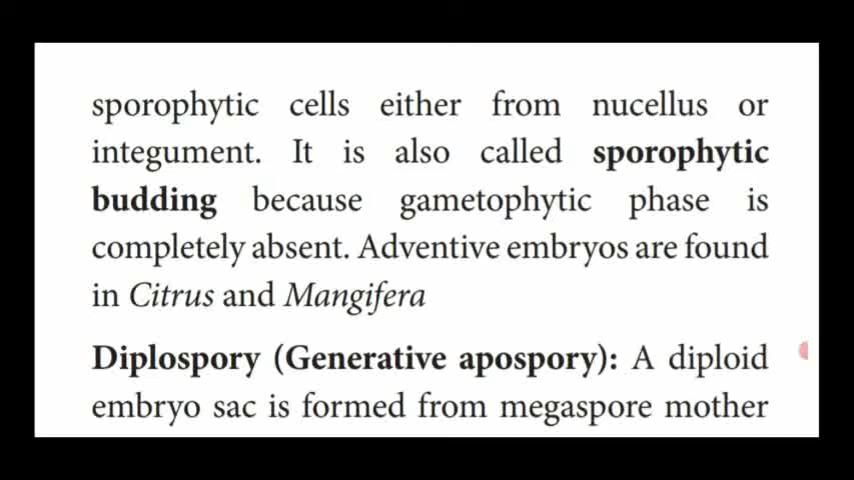 sporophytic cells either from nucellus or
integument. It is also called sporophytic
budding because gametophytic phase is
completely absent. Adventive embryos are found
in Citrus and Mangifera
Diplospory (Generative apospory): A diploid
embryo sac is formed from megaspore mother